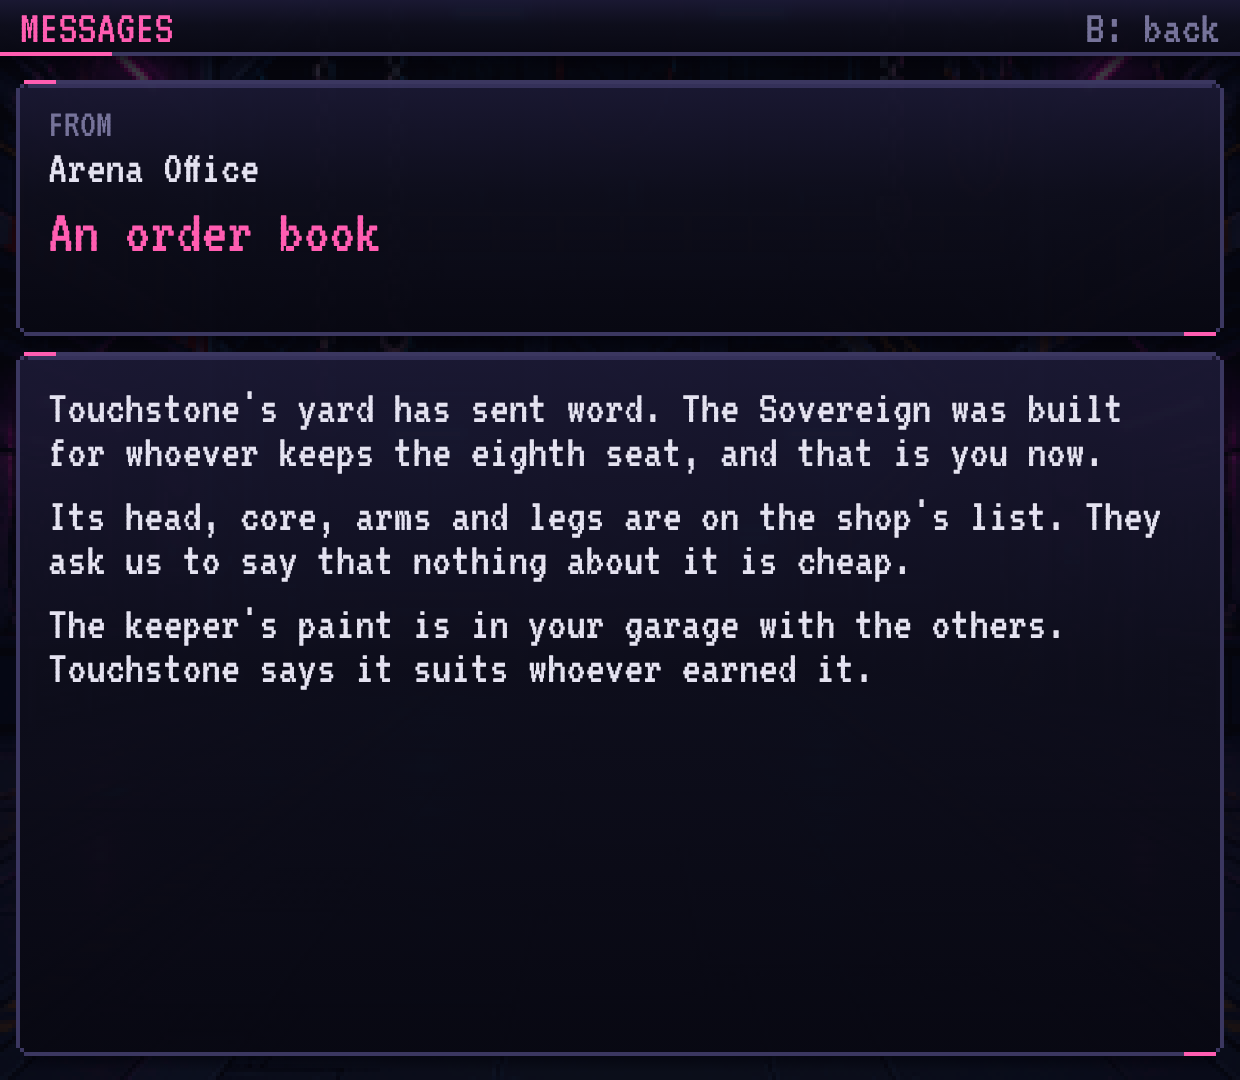 MESSAGES
B: back
FROM
Arena Office
An order book
Touchstone's yard has sent word. The Sovereign was built
for whoever keeps the eighth seat, and that is you now.
Its head, core, arms and legs are on the shop's list. They
ask us to say that nothing about it is cheap.
The keeper's paint is in your garage with the others.
Touchstone says it suits whoever earned it.